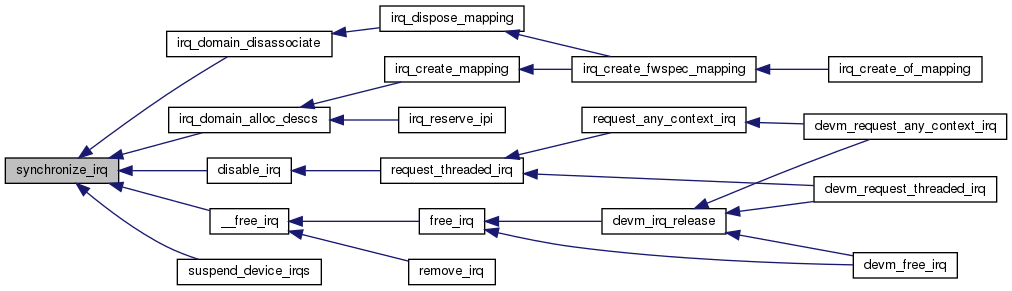 irq_dispose_mapping
irq_domain_disassociate
irq_create_mapping
irq_create_fwspec_mapping
irq_create_of_mapping
irq_domain_alloc_descs
irq_reserve_ipi
request_any_context_irq
devm_request_any_context_irq
synchronize_irq
disable_irq
request_threaded_irq
devm_request_threaded_irq
__free_irq
free_irq
devm_irq_release
suspend_device_irqs
remove_irq
devm_free_irq